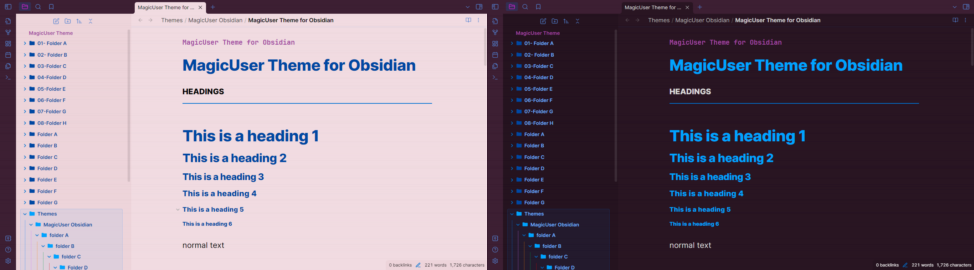 MagicUser Theme for ...
Themes / MagicUser Obsidian / MagicUser Theme for Obsidian
MagicUser Theme
01- Folder A
02- Folder B
03-Folder C
04-Folder D
05-Folder E
06-Folder F
07-Folder G
08-Folder H
Folder A
Folder B
Folder C
Folder D
Folder E
Folder F
Folder G
Themes
MagicUser Obsidian
folder A
folder B
folder C
Folder D
MagicUser Theme for Obsidian
MagicUser Theme for Obsidian
HEADINGS
This is a heading 1
This is a heading 2
This is a heading 3
This is a heading 4
This is a heading 5
This is a heading 6
normal text
0 backlinks
221 words
1,726 characters
MagicUser Theme for ...
Themes / MagicUser Obsidian / MagicUser Theme for Obsidian
MagicUser Theme
01- Folder A
02- Folder B
03-Folder C
04-Folder D
05-Folder E
06-Folder F
07-Folder G
08-Folder H
Folder A
Folder B
Folder C
Folder D
Folder E
Folder F
Folder G
Themes
MagicUser Obsidian
folder A
folder B
folder C
Folder D
MagicUser Theme for Obsidian
MagicUser Theme for Obsidian
HEADINGS
This is a heading 1
This is a heading 2
This is a heading 3
This is a heading 4
This is a heading 5
This is a heading 6
normal text
0 backlinks
221 words
1,726 characters